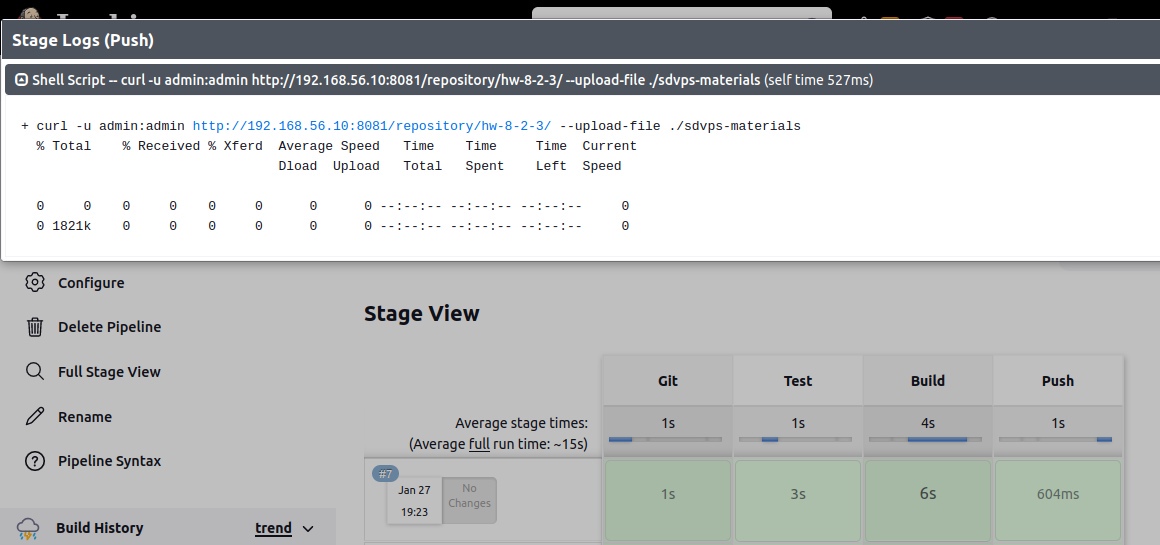 Stage Logs (Push)
Shell Script -- curl -u admin:admin http://192.168.56.10:8081/repository/hw-8-2-3/ --upload-file ./sdvps-materials (self time 527ms)
+ curl -u admin:admin http://192.168.56.10:8081/repository/hw-8-2-3/ --upload-file ./sdvps-materials
% Total % Received % Xferd Average Speed Time Time Time Current
Dload Upload Total Spent Left Speed
0 0 0 0 0 0 0 0 --:--:-- --:--:-- --:--:-- 0
0 1821k 0 0 0 0 0 0 --:--:-- --:--:-- --:--:-- 0
Configure
Delete Pipeline
Full Stage View
Rename
Pipeline Syntax
Build History trend
Stage View
Git Test Build Push
Average stage times: 1s 1s 4s 1s
(Average full run time: ~15s)
#7
Jan 27 No
19:23 Changes
1s 3s 6s 604ms